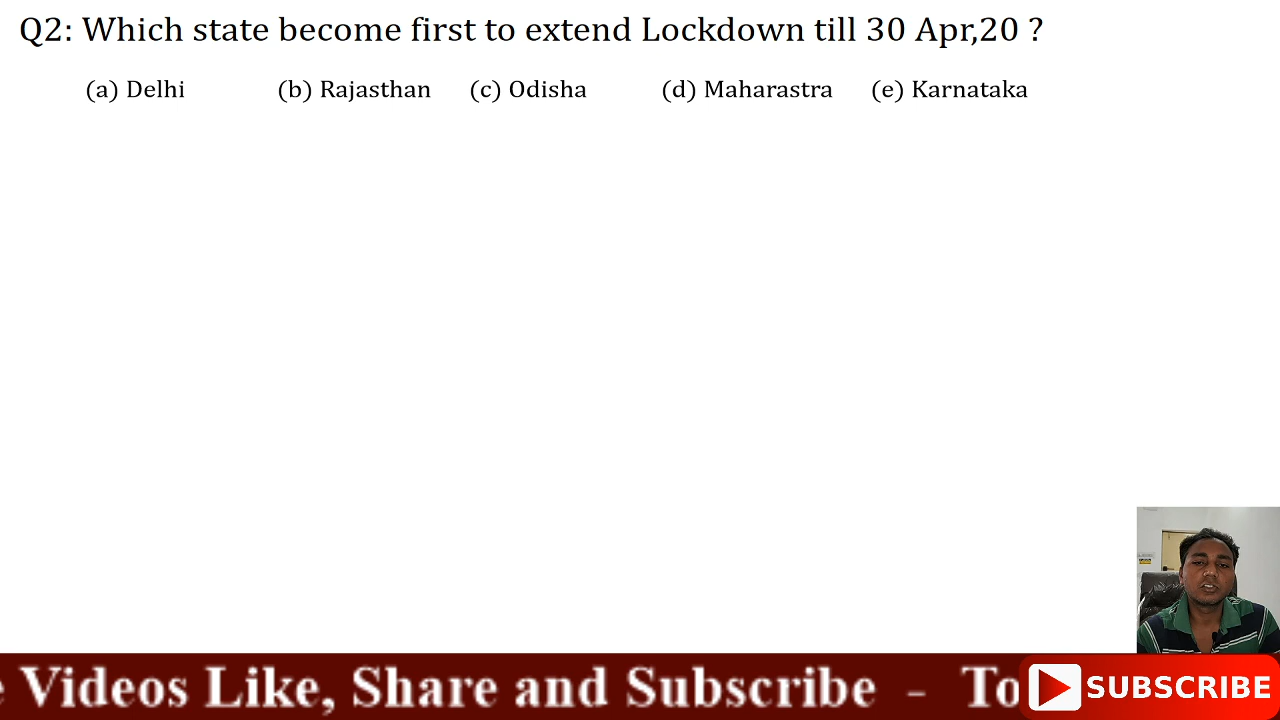 Q2: Which state become first to extend Lockdown till 30 Apr,20 ?
(a) Delhi (b) Rajasthan (c) Odisha (d) Maharastra (e) Karnataka
Videos Like, Share and Subscribe - To
SUBSCRIBE